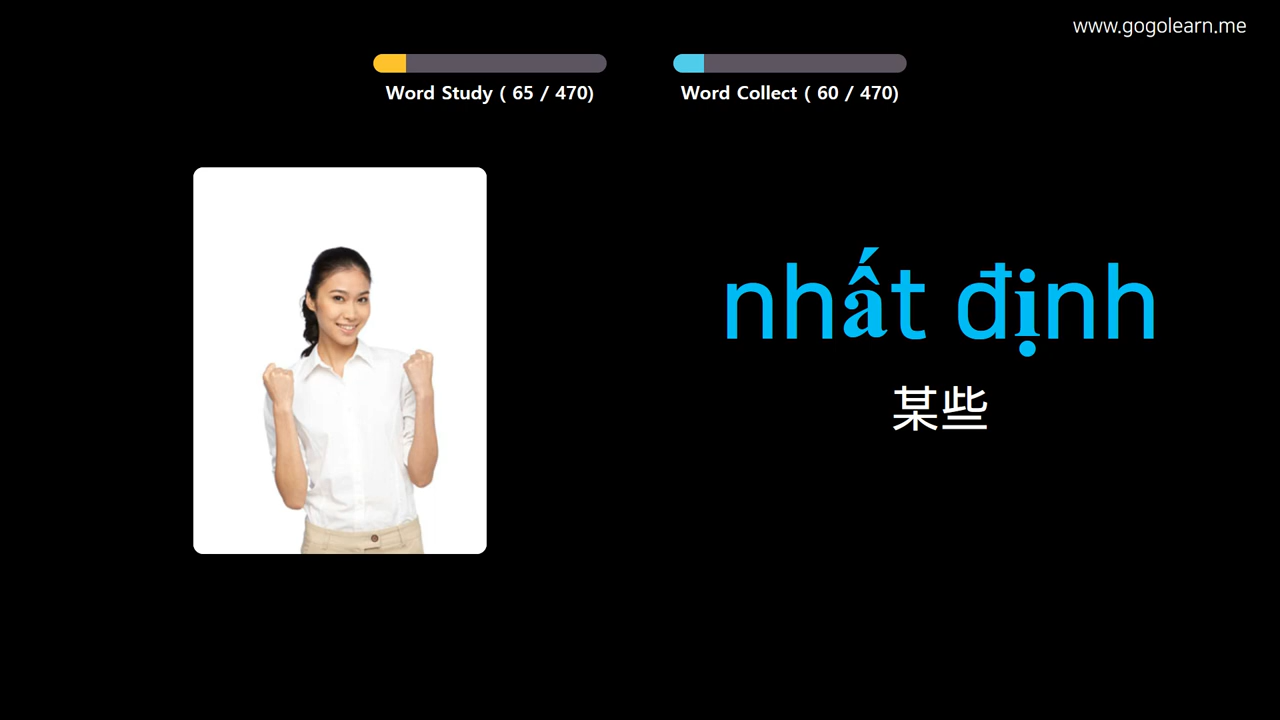 www.gogolearn.me
Word Study ( 65 / 470)
Word Collect ( 60 / 470)
nhất định
某些